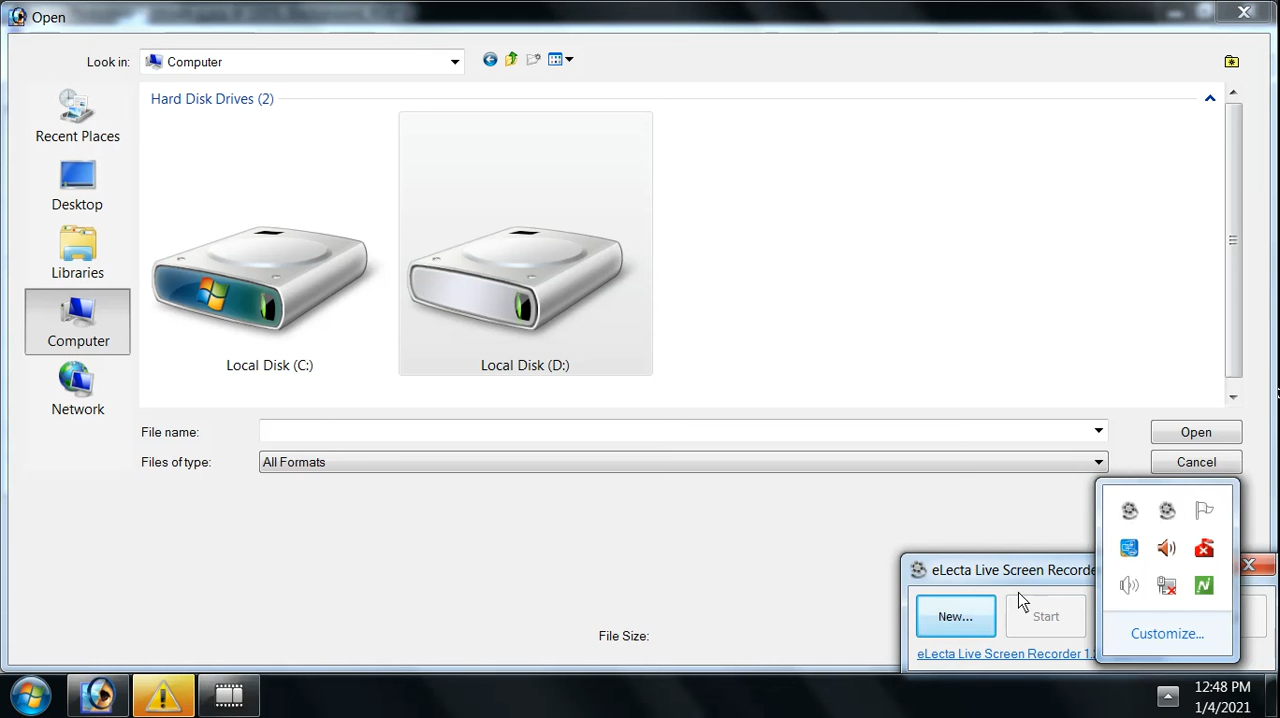 Open
Look in:
Computer
Hard Disk Drives (2)
Recent Places
Desktop
Libraries
Computer
Network
Local Disk (C:)
Local Disk (D:)
File name:
Open
Files of type:
All Formats
Cancel
eLecta Live Screen Recorde
New...
Start
Customize...
File Size:
eLecta Live Screen Recorder 1.
12:48 PM
1/4/2021